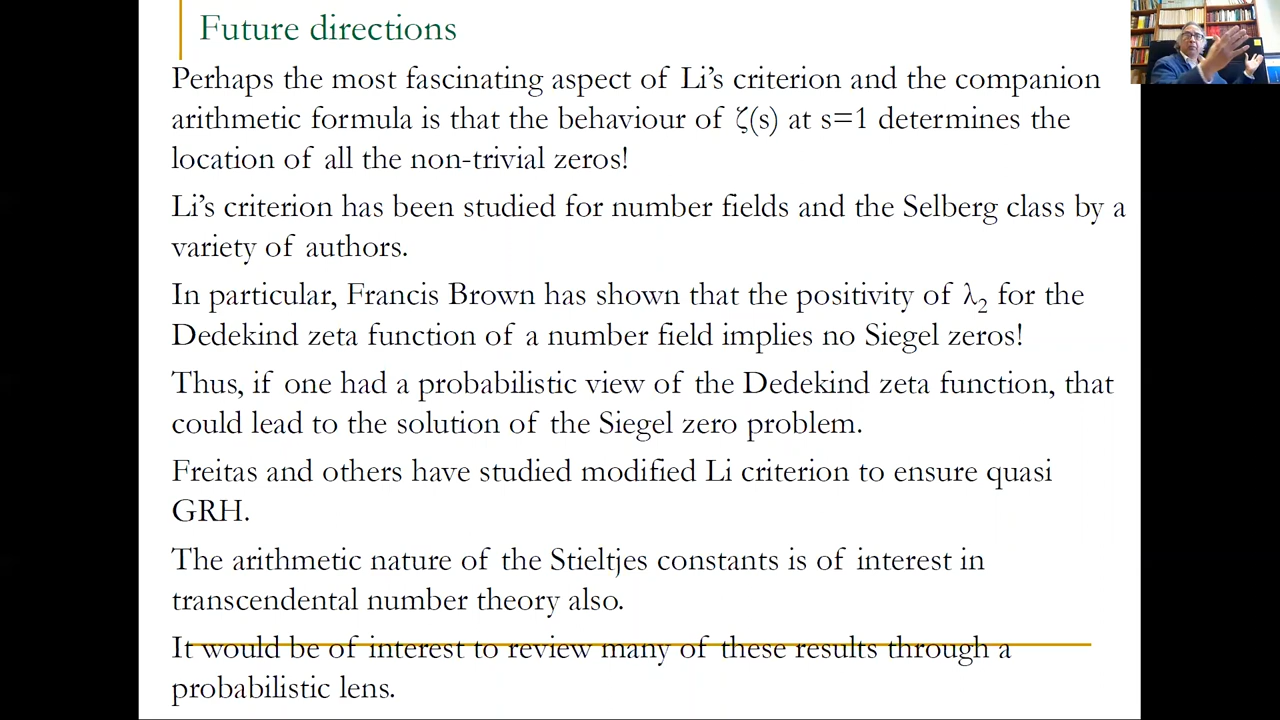 Future directions
Perhaps the most fascinating aspect of Li’s criterion and the companion
arithmetic formula is that the behaviour of ζ(s) at s=1 determines the
location of all the non-trivial zeros!
Li’s criterion has been studied for number fields and the Selberg class by a
variety of authors.
In particular, Francis Brown has shown that the positivity of λ₂ for the
Dedekind zeta function of a number field implies no Siegel zeros!
Thus, if one had a probabilistic view of the Dedekind zeta function, that
could lead to the solution of the Siegel zero problem.
Freitas and others have studied modified Li criterion to ensure quasi
GRH.
The arithmetic nature of the Stieltjes constants is of interest in
transcendental number theory also.
It would be of interest to review many of these results through a
probabilistic lens.